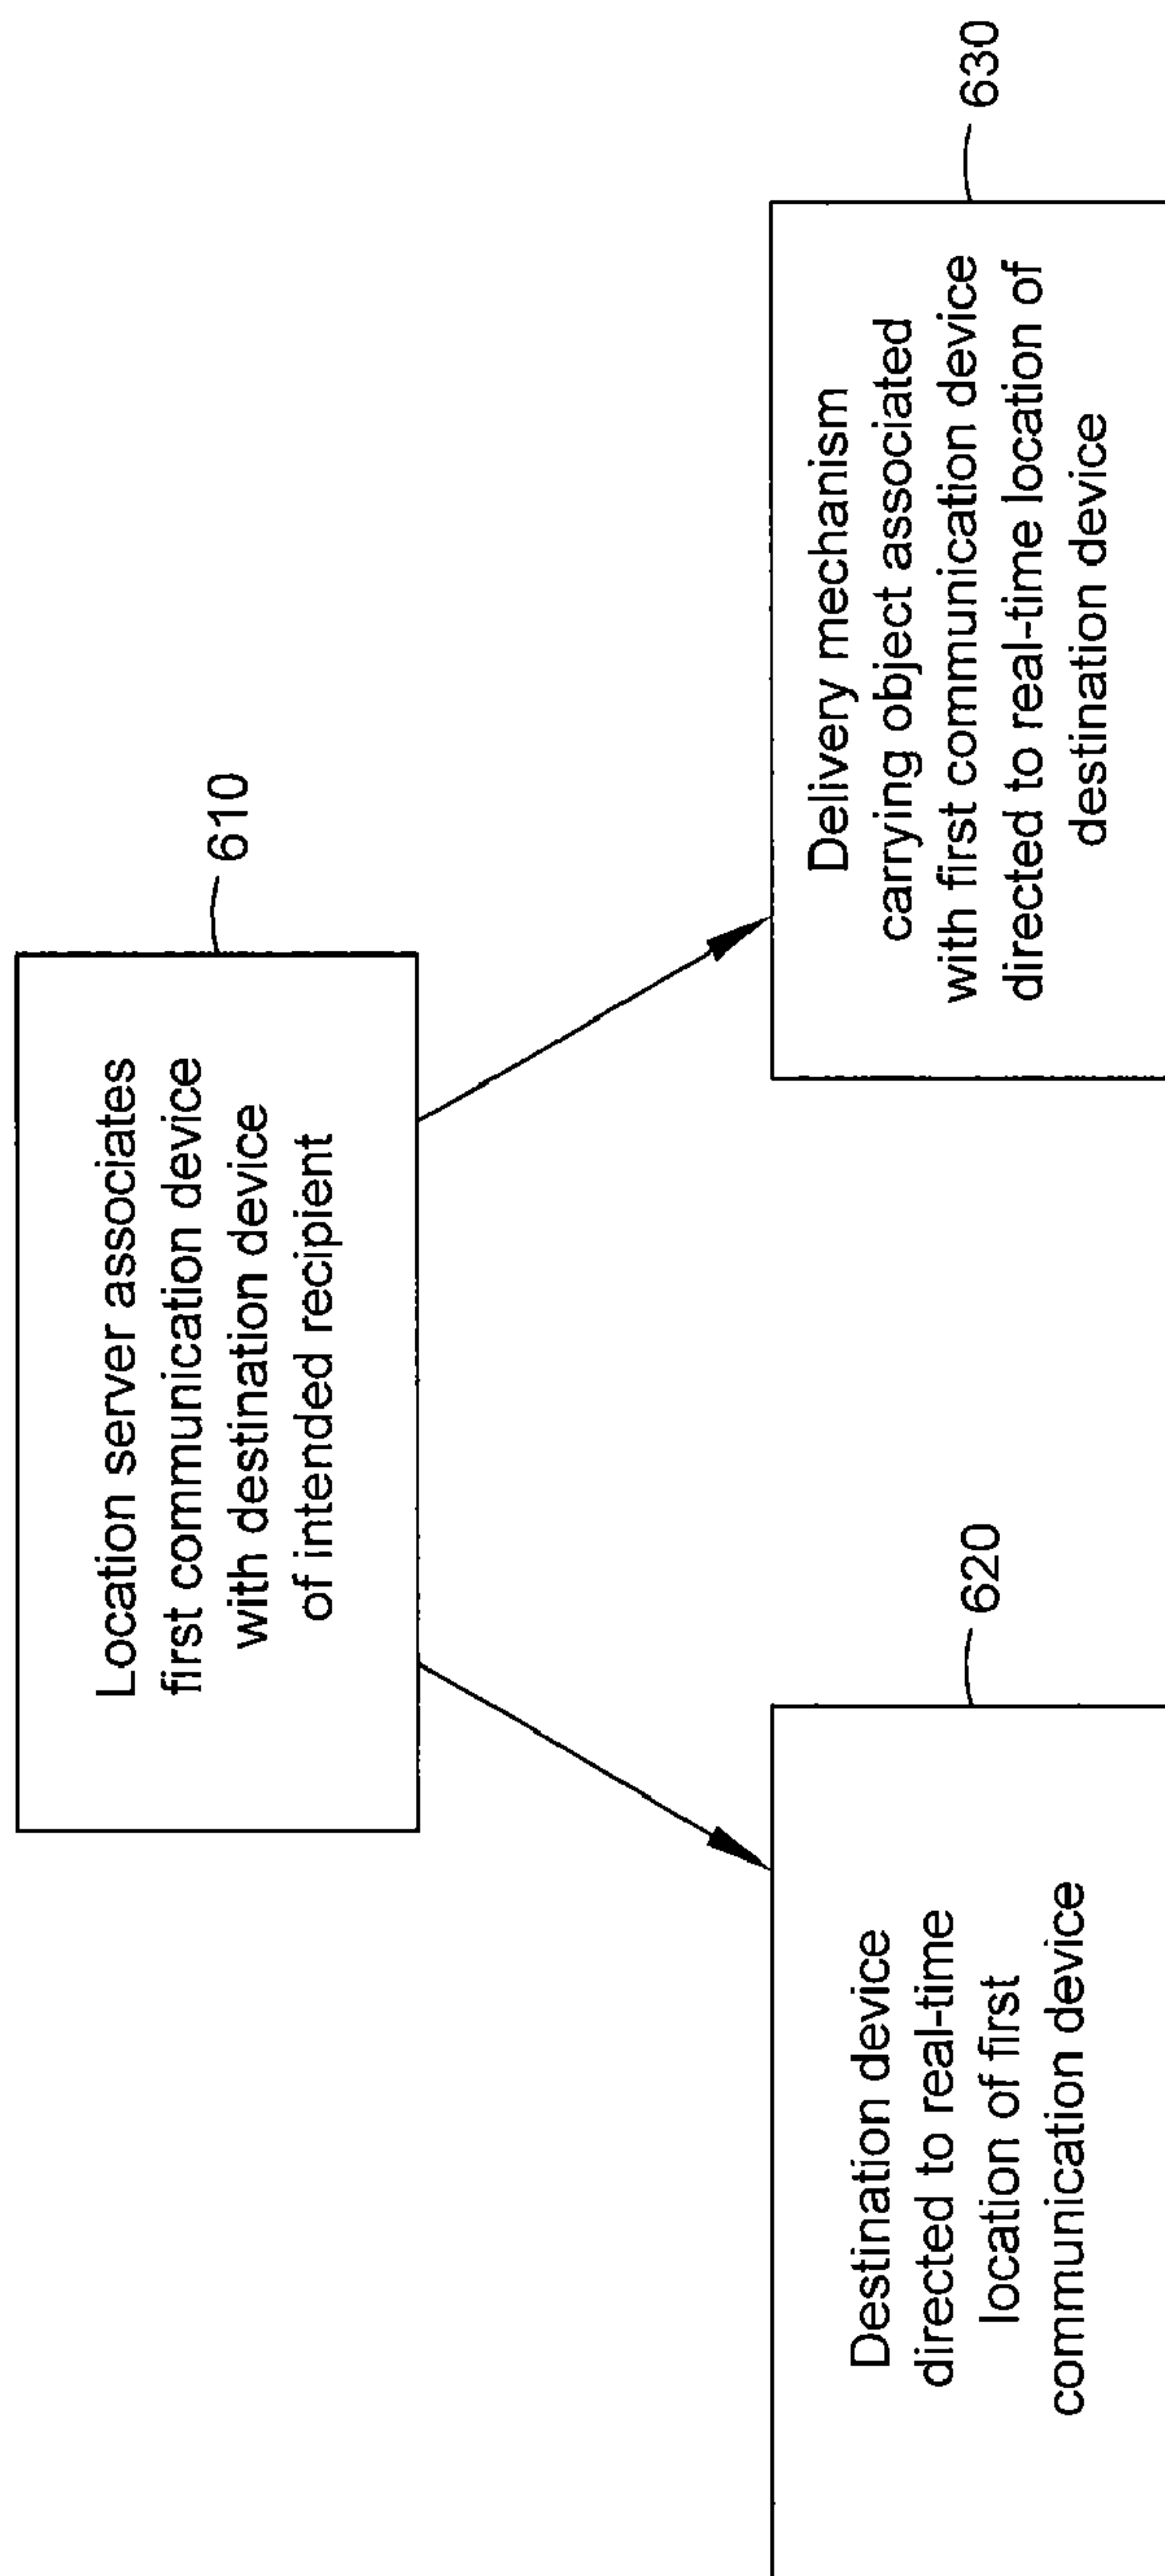 Location server associates
first communication device
with destination device
of intended recipient
610
Destination device
directed to real-time
location of first
communication device
620
Delivery mechanism
carrying object associated
with first communication device
directed to real-time location of
destination device
630